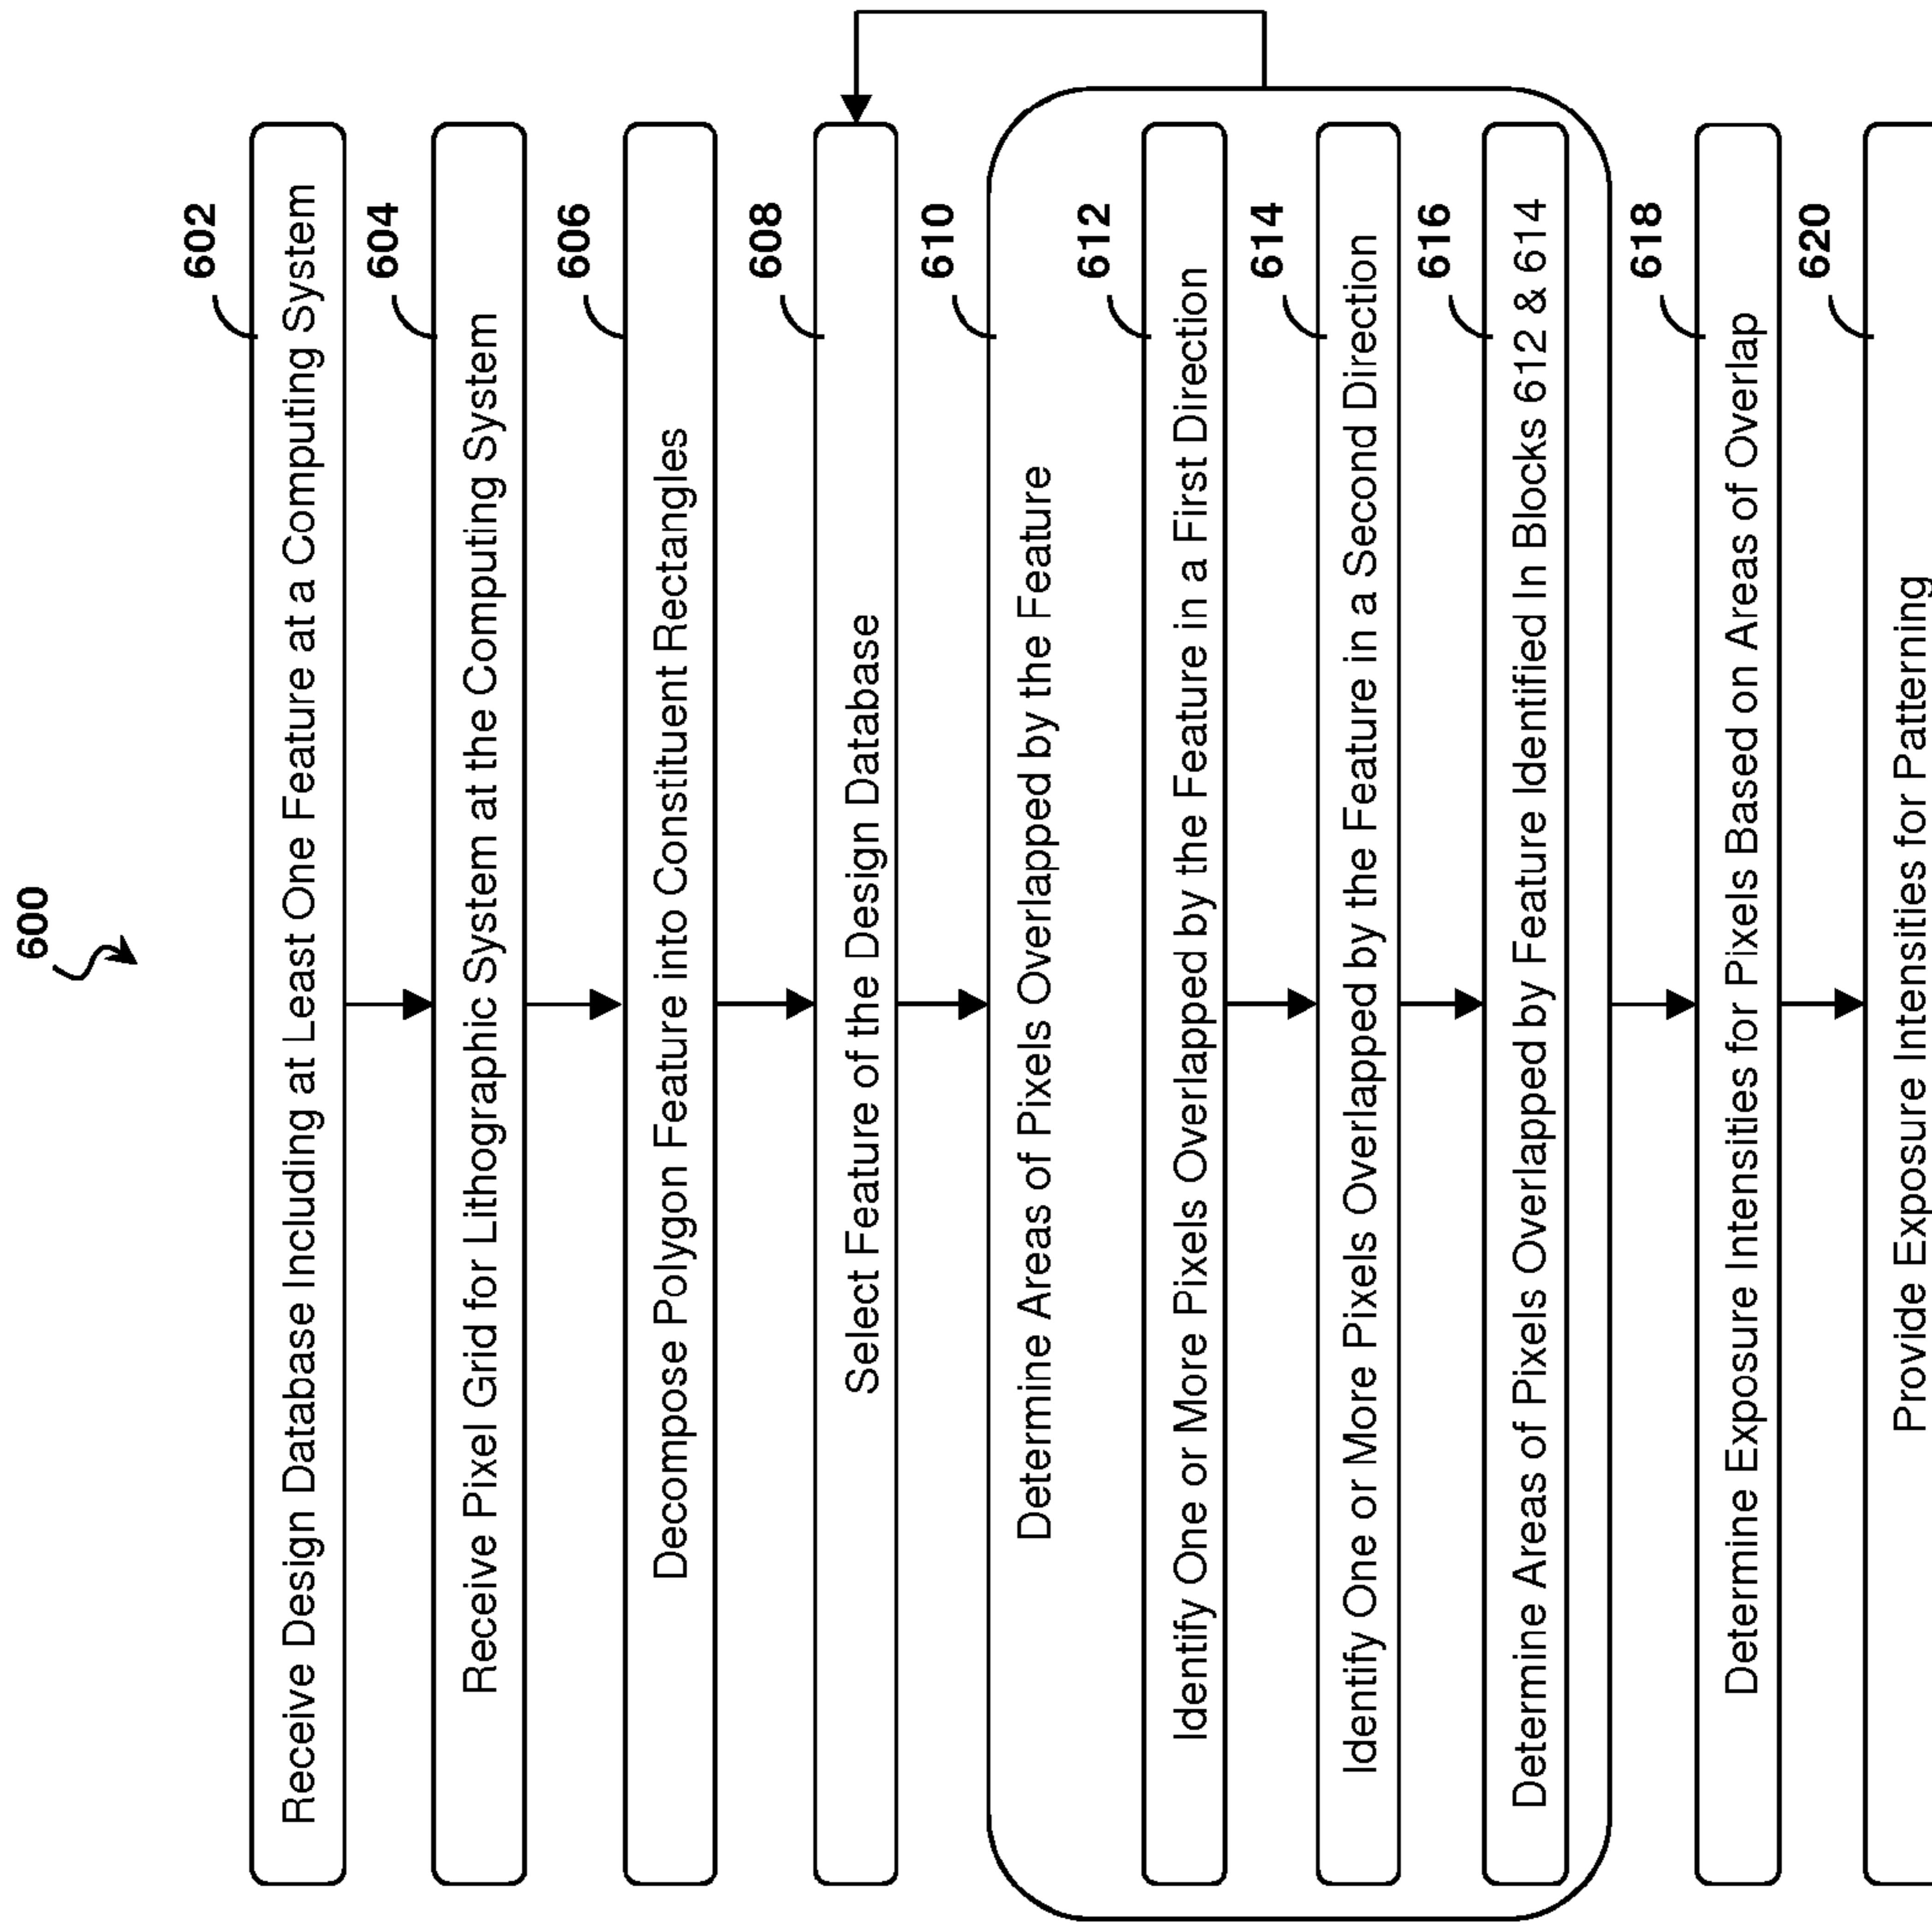 600
602
Receive Design Database Including at Least One Feature at a Computing System
604
Receive Pixel Grid for Lithographic System at the Computing System
606
Decompose Polygon Feature into Constituent Rectangles
608
Select Feature of the Design Database
610
Determine Areas of Pixels Overlapped by the Feature
612
Identify One or More Pixels Overlapped by the Feature in a First Direction
614
Identify One or More Pixels Overlapped by the Feature in a Second Direction
616
Determine Areas of Pixels Overlapped by Feature Identified In Blocks 612 & 614
618
Determine Exposure Intensities for Pixels Based on Areas of Overlap
620
Provide Exposure Intensities for Patterning